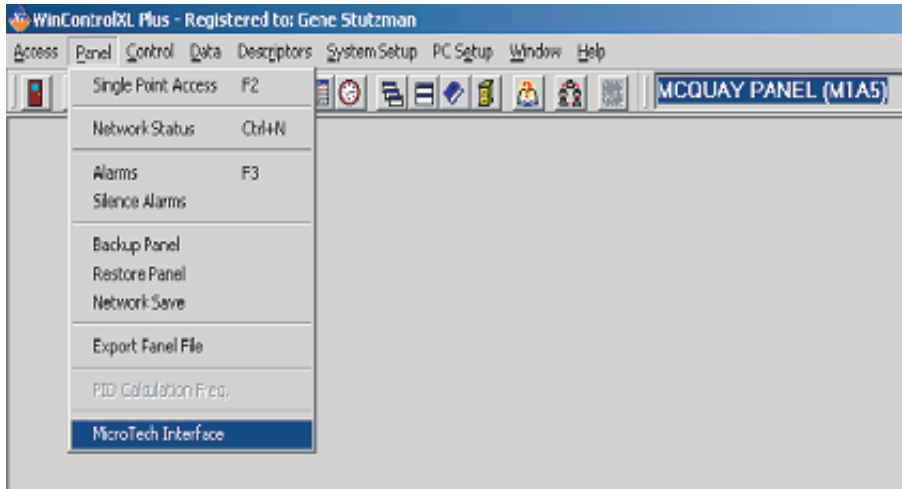 WinControlXL Plus - Registered to: Gene Stutzman
Access Panel Control Data Descriptors System Setup PC Setup Window Help
MCQUAY PANEL (M1A5)
Single Point Access F2
Network Status Ctrl+N
Alarms F3
Silence Alarms
Backup Panel
Restore Panel
Network Save
Export Panel File
PID Calculation Freq.
MicroTech Interface